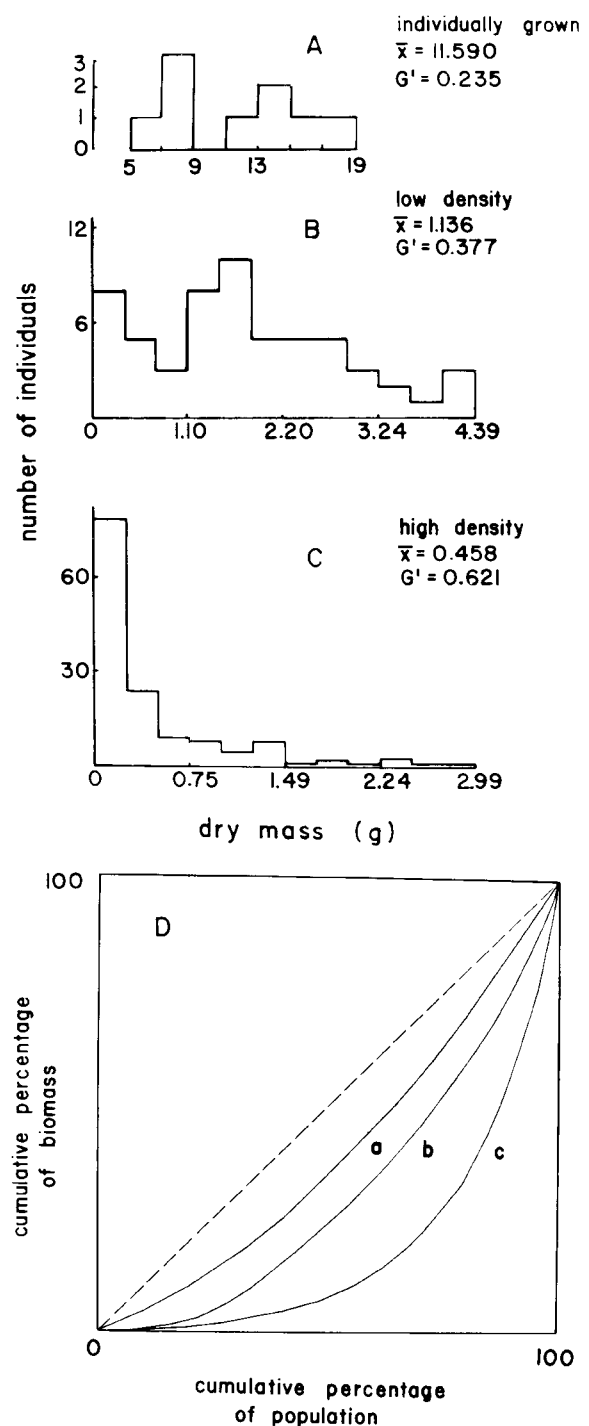 A
individually grown
x̄ = 11.590
G' = 0.235
3
2
1
0
5 9 13 19
B
low density
x̄ = 1.136
G' = 0.377
12
6
0 1.10 2.20 3.24 4.39
number of individuals
C
high density
x̄ = 0.458
G' = 0.621
60
30
0 0.75 1.49 2.24 2.99
dry mass (g)
100
D
cumulative percentage
of biomass
a b c
0 100
cumulative percentage
of population